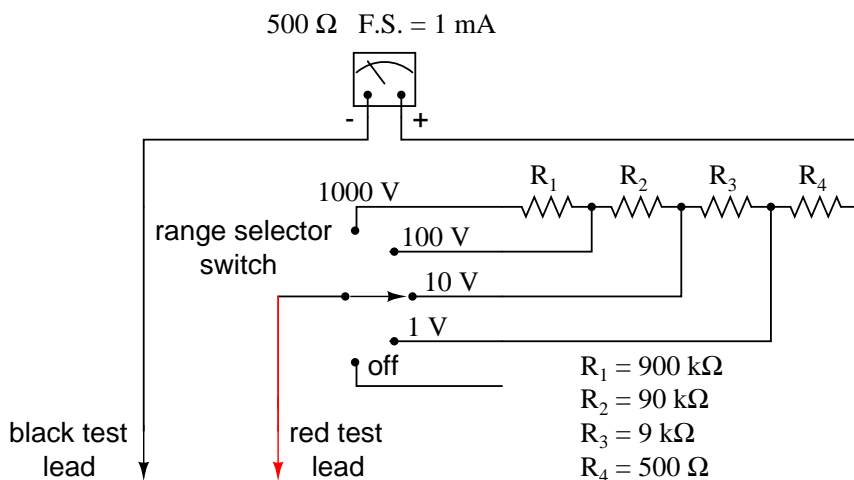 500 Ω F.S. = 1 mA
- +
R₁ R₂ R₃ R₄
1000 V
range selector
switch
100 V
10 V
1 V
off
R₁ = 900 kΩ
R₂ = 90 kΩ
R₃ = 9 kΩ
R₄ = 500 Ω
black test
lead
red test
lead